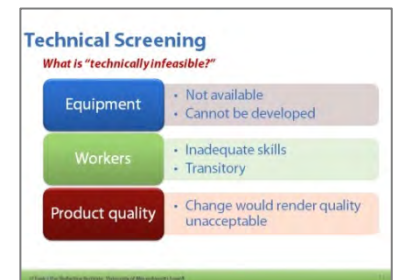 Technical Screening
What is “technically infeasible?”
Equipment
• Not available
• Cannot be developed
Workers
• Inadequate skills
• Transitory
Product quality
• Change would render quality
unacceptable